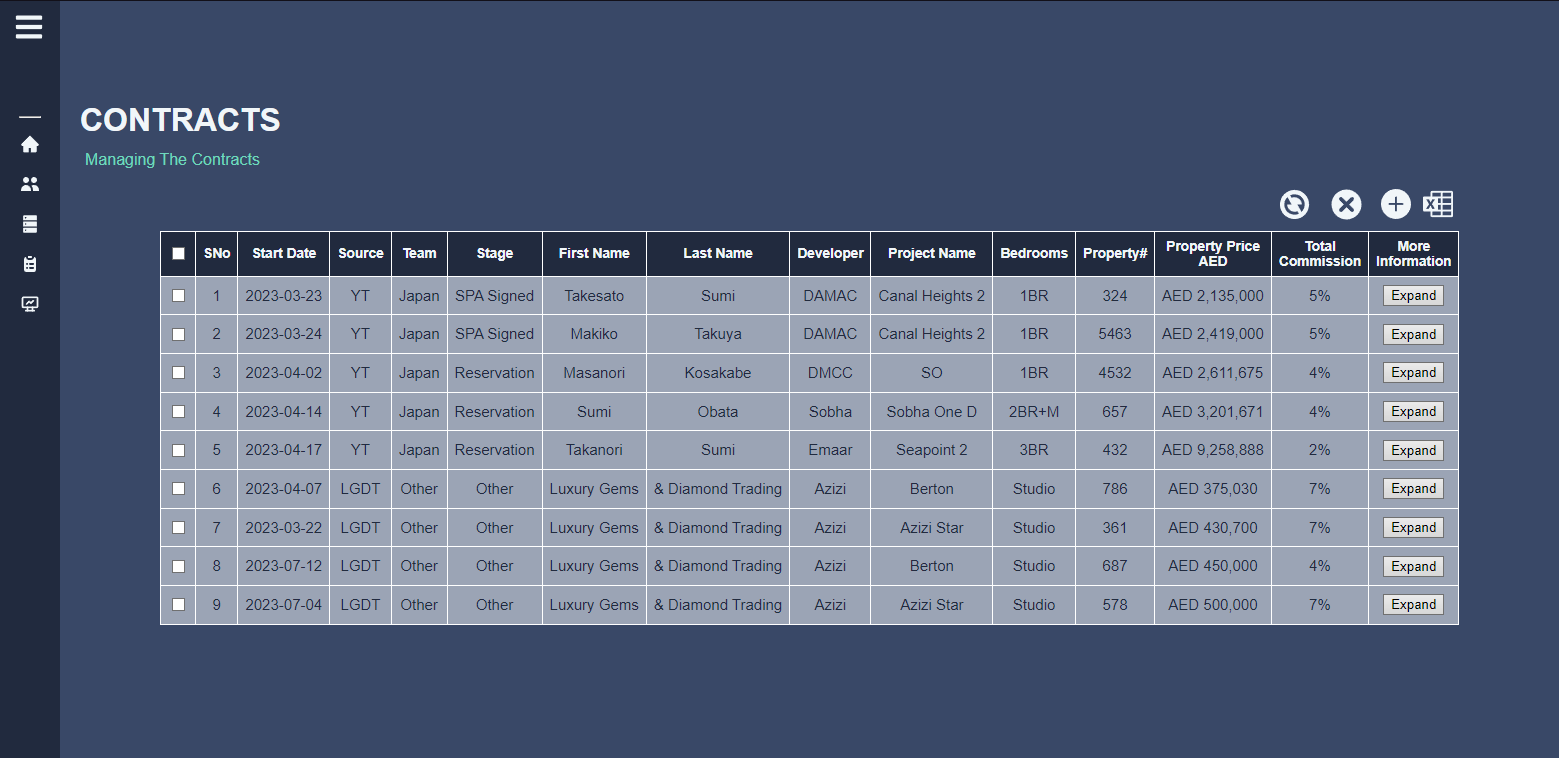 CONTRACTS
Managing The Contracts
SNo Start Date Source Team Stage First Name Last Name Developer Project Name Bedrooms Property# Property Price AED Total Commission More Information
1 2023-03-23 YT Japan SPA Signed Takesato Sumi DAMAC Canal Heights 2 1BR 324 AED 2,135,000 5% Expand
2 2023-03-24 YT Japan SPA Signed Makiko Takuya DAMAC Canal Heights 2 1BR 5463 AED 2,419,000 5% Expand
3 2023-04-02 YT Japan Reservation Masanori Kosakabe DMCC SO 1BR 4532 AED 2,611,675 4% Expand
4 2023-04-14 YT Japan Reservation Sumi Obata Sobha Sobha One D 2BR+M 657 AED 3,201,671 4% Expand
5 2023-04-17 YT Japan Reservation Takanori Sumi Emaar Seapoint 2 3BR 432 AED 9,258,888 2% Expand
6 2023-04-07 LGDT Other Other Luxury Gems & Diamond Trading Azizi Berton Studio 786 AED 375,030 7% Expand
7 2023-03-22 LGDT Other Other Luxury Gems & Diamond Trading Azizi Azizi Star Studio 361 AED 430,700 7% Expand
8 2023-07-12 LGDT Other Other Luxury Gems & Diamond Trading Azizi Berton Studio 687 AED 450,000 4% Expand
9 2023-07-04 LGDT Other Other Luxury Gems & Diamond Trading Azizi Azizi Star Studio 578 AED 500,000 7% Expand